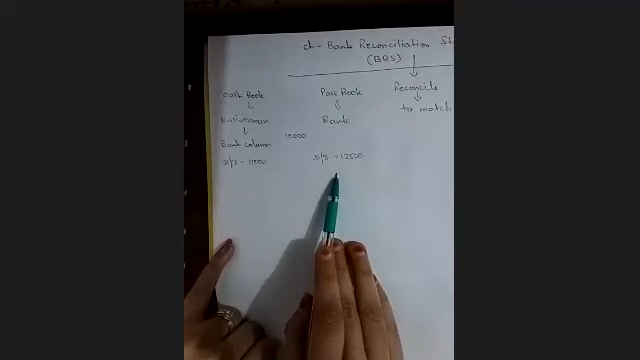 ch - Bank Reconciliation St
(BRS)
Cash Book
Pass Book
Reconcile
Businessman
Bank
to match
Bank column
10000
31/3 = 11000
31/3 = 12500